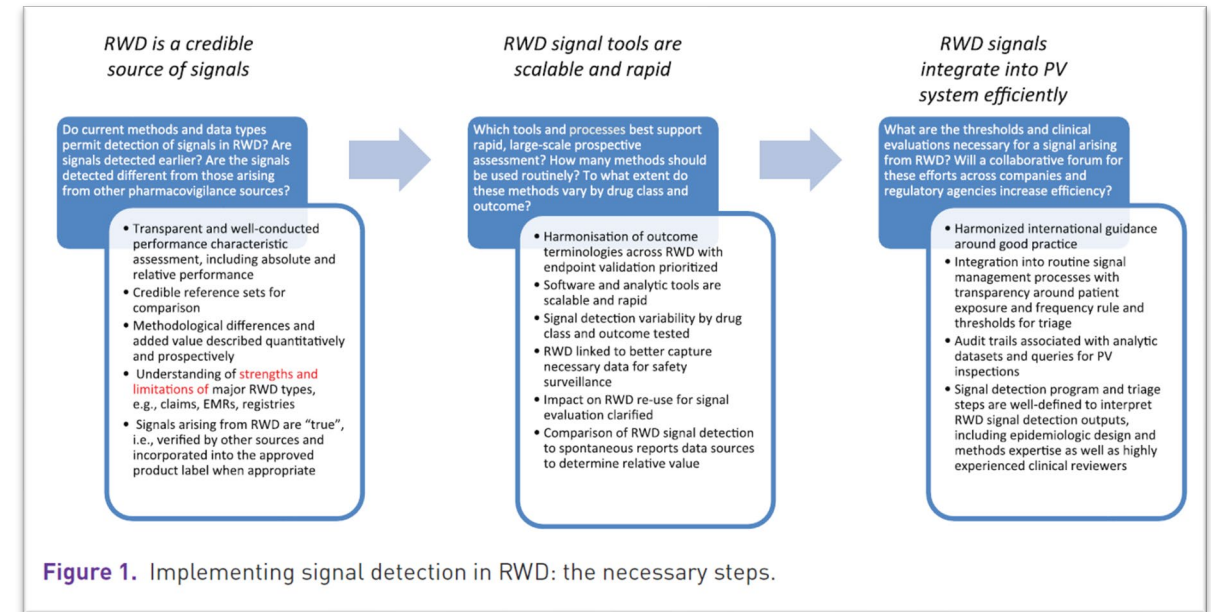 RWD is a credible
source of signals
Do current methods and data types
permit detection of signals in RWD? Are
signals detected earlier? Are the signals
detected different from those arising
from other pharmacovigilance sources?
• Transparent and well-conducted
performance characteristic
assessment, including absolute and
relative performance
• Credible reference sets for
comparison
• Methodological differences and
added value described quantitatively
and prospectively
• Understanding of strengths and
limitations of major RWD types,
e.g., claims, EMRs, registries
• Signals arising from RWD are “true”,
i.e., verified by other sources and
incorporated into the approved
product label when appropriate
RWD signal tools are
scalable and rapid
Which tools and processes best support
rapid, large-scale prospective
assessment? How many methods should
be used routinely? To what extent do
these methods vary by drug class and
outcome?
• Harmonisation of outcome
terminologies across RWD with
endpoint validation prioritized
• Software and analytic tools are
scalable and rapid
• Signal detection variability by drug
class and outcome tested
• RWD linked to better capture
necessary data for safety
surveillance
• Impact on RWD re-use for signal
evaluation clarified
• Comparison of RWD signal detection
to spontaneous reports data sources
to determine relative value
RWD signals
integrate into PV
system efficiently
What are the thresholds and clinical
evaluations necessary for a signal arising
from RWD? Will a collaborative forum for
these efforts across companies and
regulatory agencies increase efficiency?
• Harmonized international guidance
around good practice
• Integration into routine signal
management processes with
transparency around patient
exposure and frequency rule and
thresholds for triage
• Audit trails associated with analytic
datasets and queries for PV
inspections
• Signal detection program and triage
steps are well-defined to interpret
RWD signal detection outputs,
including epidemiologic design and
methods expertise as well as highly
experienced clinical reviewers
Figure 1. Implementing signal detection in RWD: the necessary steps.